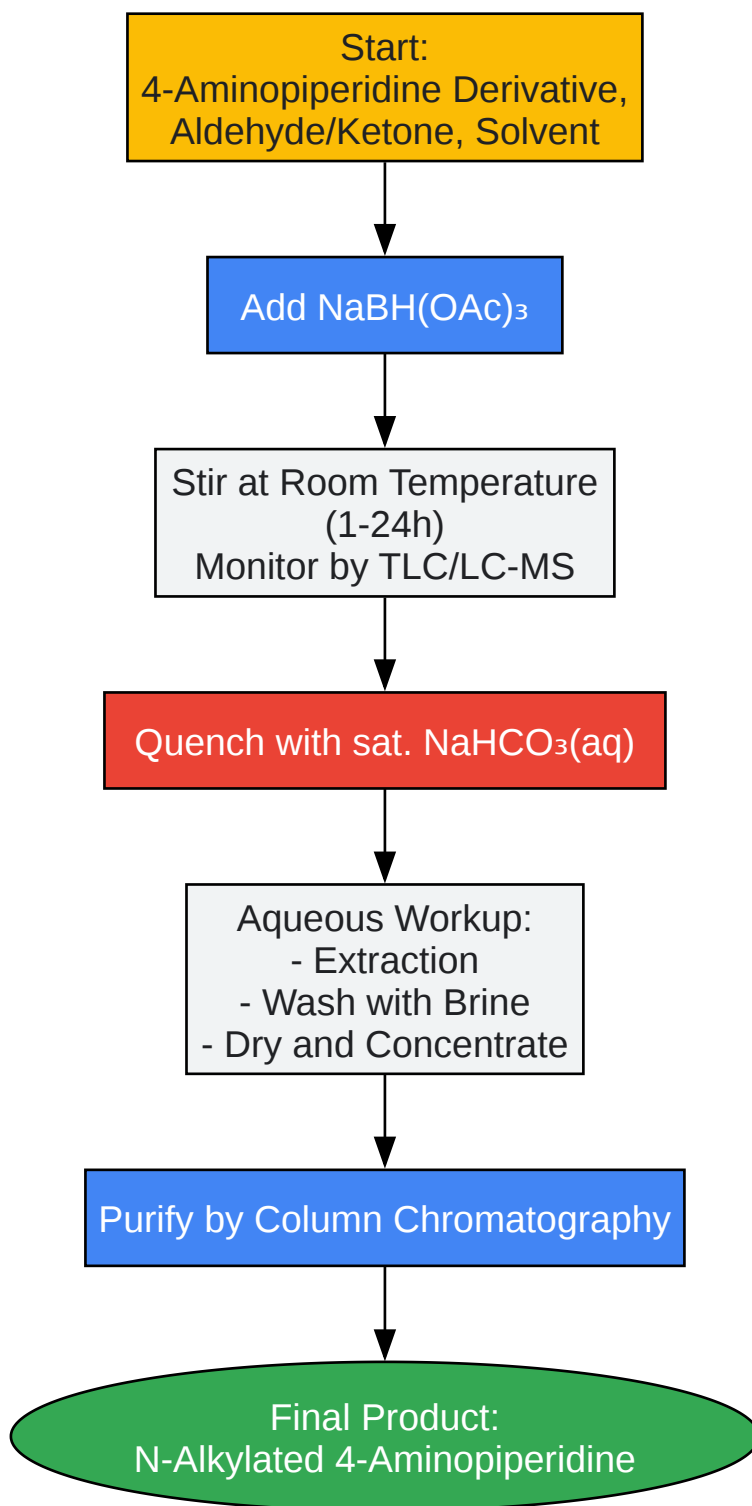 Start:
4-Aminopiperidine Derivative,
Aldehyde/Ketone, Solvent
Add NaBH(OAc)₃
Stir at Room Temperature
(1-24h)
Monitor by TLC/LC-MS
Quench with sat. NaHCO₃(aq)
Aqueous Workup:
- Extraction
- Wash with Brine
- Dry and Concentrate
Purify by Column Chromatography
Final Product:
N-Alkylated 4-Aminopiperidine